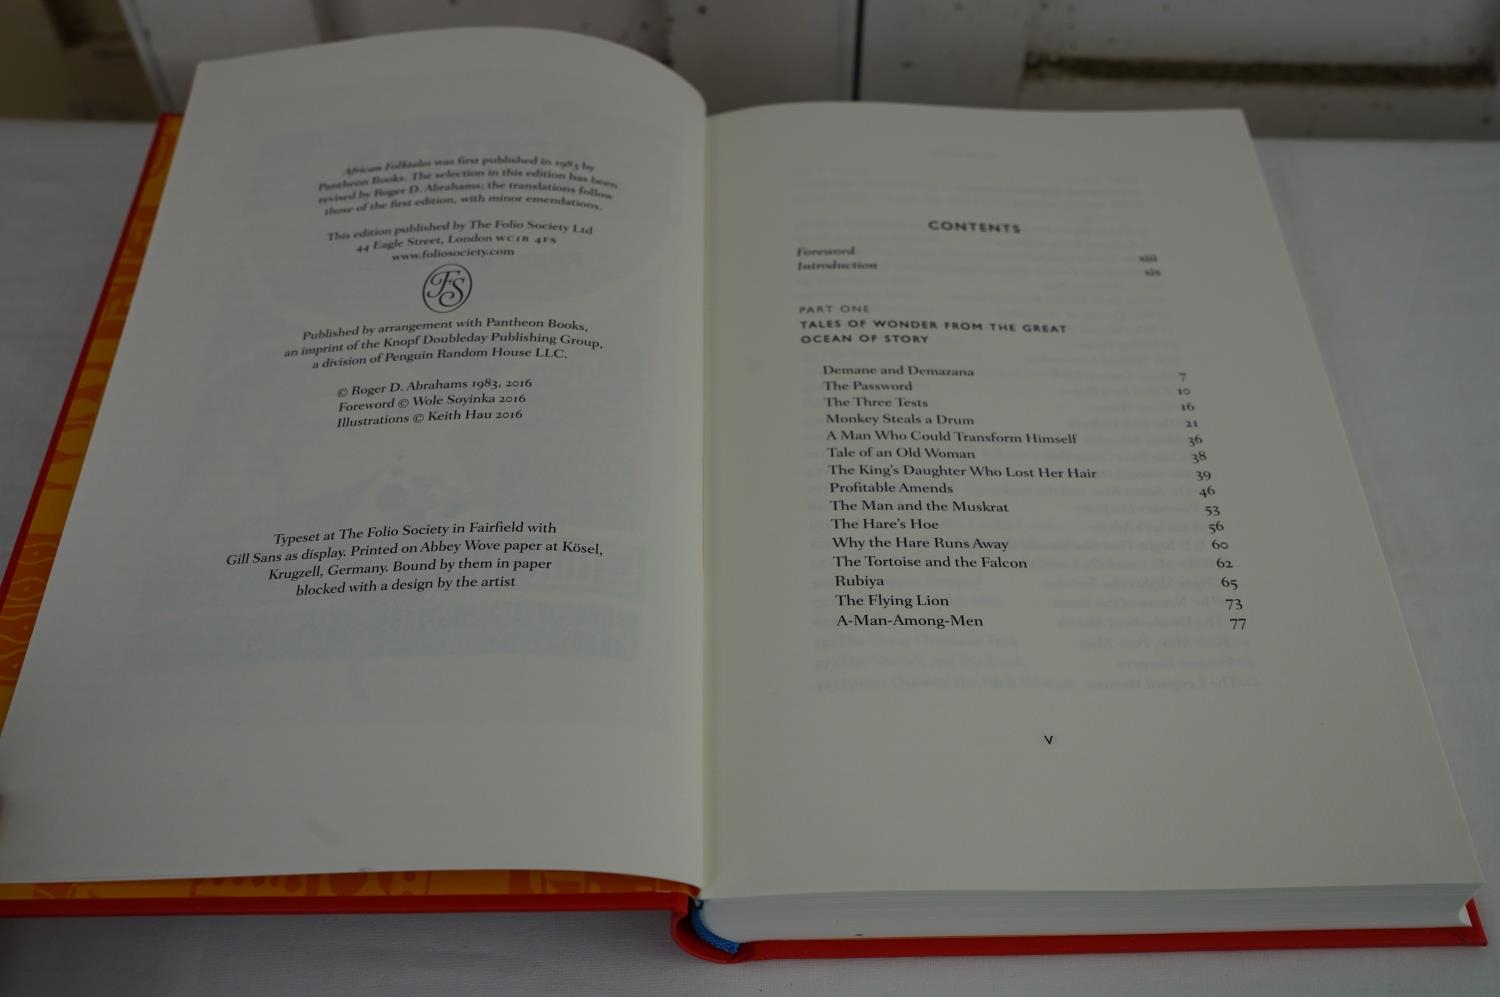 African Folktales was first published in 1983 by
Pantheon Books. The selection in this edition has been
revised by Roger D. Abrahams; the translations follow
those of the first edition, with minor emendations.
This edition published by The Folio Society Ltd
44 Eagle Street, London WC1R 4FS
www.foliosociety.com
FS
Published by arrangement with Pantheon Books,
an imprint of the Knopf Doubleday Publishing Group,
a division of Penguin Random House LLC.
© Roger D. Abrahams 1983, 2016
Foreword © Wole Soyinka 2016
Illustrations © Keith Hau 2016
Typeset at The Folio Society in Fairfield with
Gill Sans as display. Printed on Abbey Wove paper at Kösel,
Krugzell, Germany. Bound by them in paper
blocked with a design by the artist
CONTENTS
Foreword xiii
Introduction xix
PART ONE
TALES OF WONDER FROM THE GREAT
OCEAN OF STORY
Demane and Demazana 7
The Password 10
The Three Tests 16
Monkey Steals a Drum 21
A Man Who Could Transform Himself 36
Tale of an Old Woman 38
The King's Daughter Who Lost Her Hair 39
Profitable Amends 46
The Man and the Muskrat 53
The Hare's Hoe 56
Why the Hare Runs Away 60
The Tortoise and the Falcon 62
Rubiya 65
The Flying Lion 73
A-Man-Among-Men 77
V